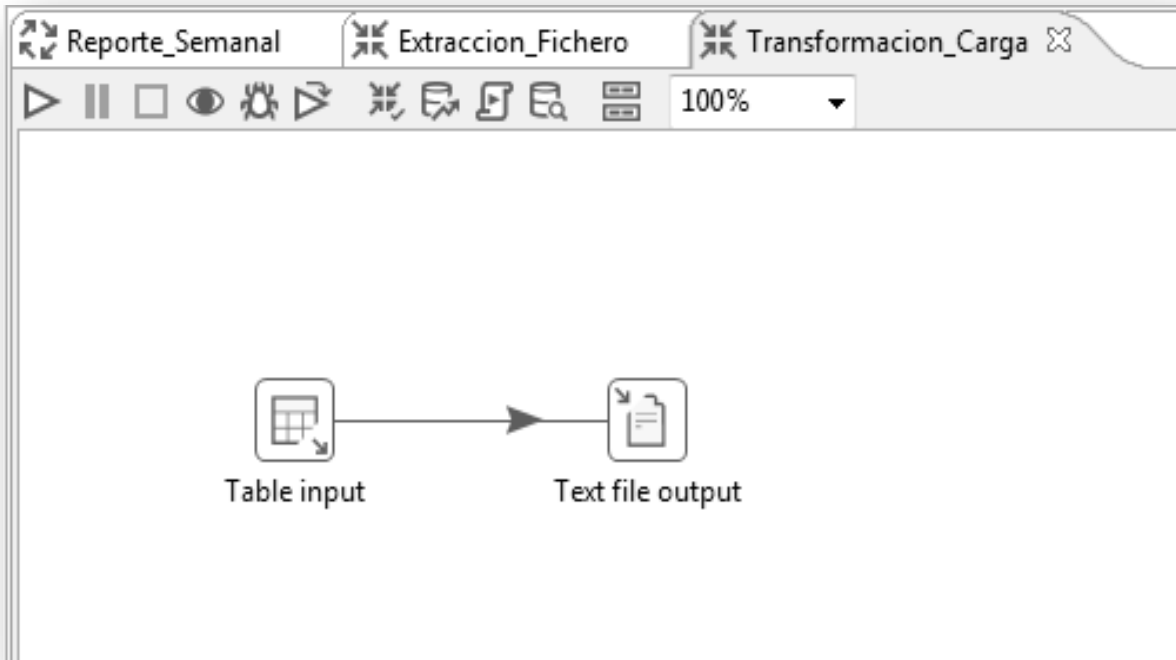 Reporte_Semanal
Extraccion_Fichero
Transformacion_Carga
100%
Table input
Text file output